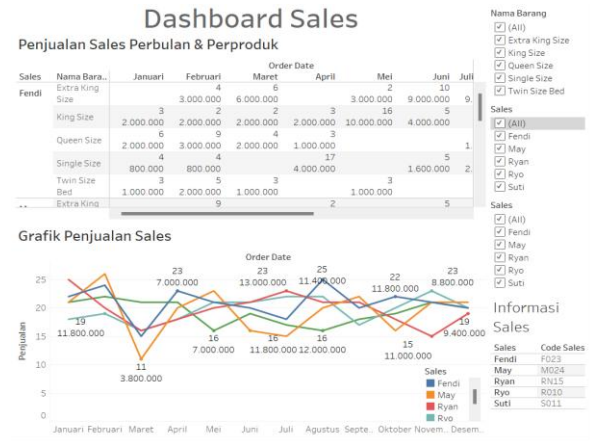 Dashboard Sales
Penjualan Sales Perbulan & Perproduk
Order Date
Sales Nama Bara.. Januari Februari Maret April Mei Juni Juli
Fendi
Extra King Size 4 6 2 10
3.000.000 6.000.000 3.000.000 9.000.000 9.
King Size 3 2 2 3 16 5
2.000.000 2.000.000 2.000.000 2.000.000 10.000.000 4.000.000
Queen Size 6 9 4 3
2.000.000 3.000.000 2.000.000 1.000.000 1.
Single Size 4 4 17 5
800.000 800.000 4.000.000 1.600.000 2.
Twin Size Bed 3 5 3 3
1.000.000 2.000.000 1.000.000 1.000.000
Extra King 9 2 5
Grafik Penjualan Sales
Order Date
Penjualan
25
20
15
10
5
0
23
7.000.000
23
13.000.000
25
11.400.000
22
11.800.000
23
8.800.000
19
11.800.000
11
3.800.000
16
7.000.000
16
11.800.000
16
12.000.000
15
11.000.000
19
9.400.000
Januari Februari Maret April Mei Juni Juli Agustus Septe.. Oktober Novem.. Desem..
Sales
Fendi
May
Ryan
Ryo
Nama Barang
(All)
Extra King Size
King Size
Queen Size
Single Size
Twin Size Bed
Sales
(All)
Fendi
May
Ryan
Ryo
Suti
Sales
(All)
Fendi
May
Ryan
Ryo
Suti
Informasi
Sales
Sales Code Sales
Fendi F023
May M024
Ryan RN15
Ryo R010
Suti S011